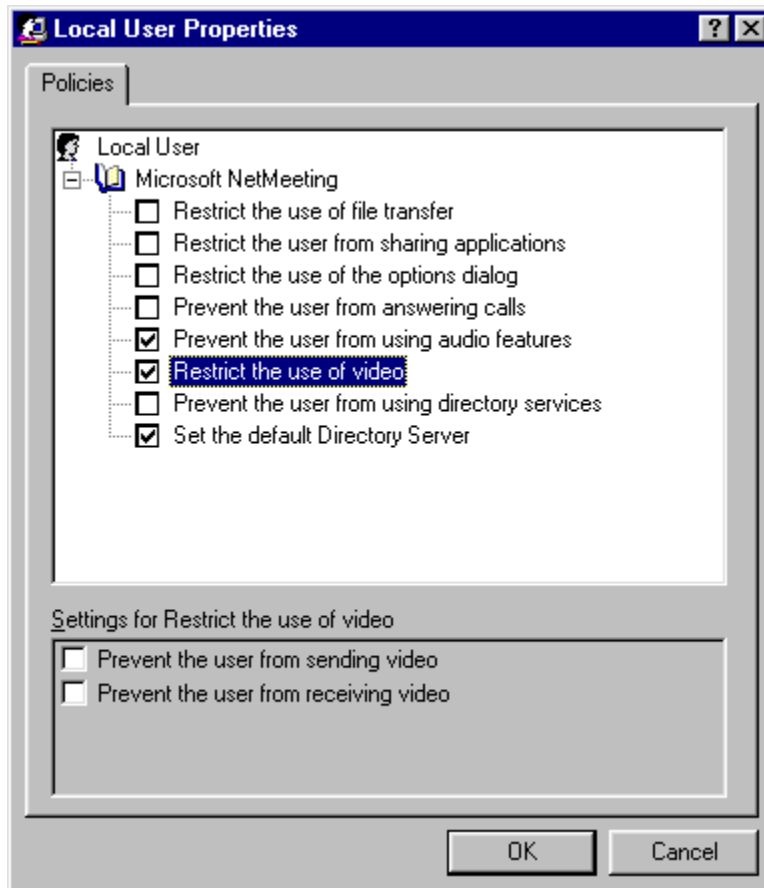 Local User Properties
Policies
Local User
Microsoft NetMeeting
Restrict the use of file transfer
Restrict the user from sharing applications
Restrict the use of the options dialog
Prevent the user from answering calls
Prevent the user from using audio features
Restrict the use of video
Prevent the user from using directory services
Set the default Directory Server
Settings for Restrict the use of video
Prevent the user from sending video
Prevent the user from receiving video
OK Cancel